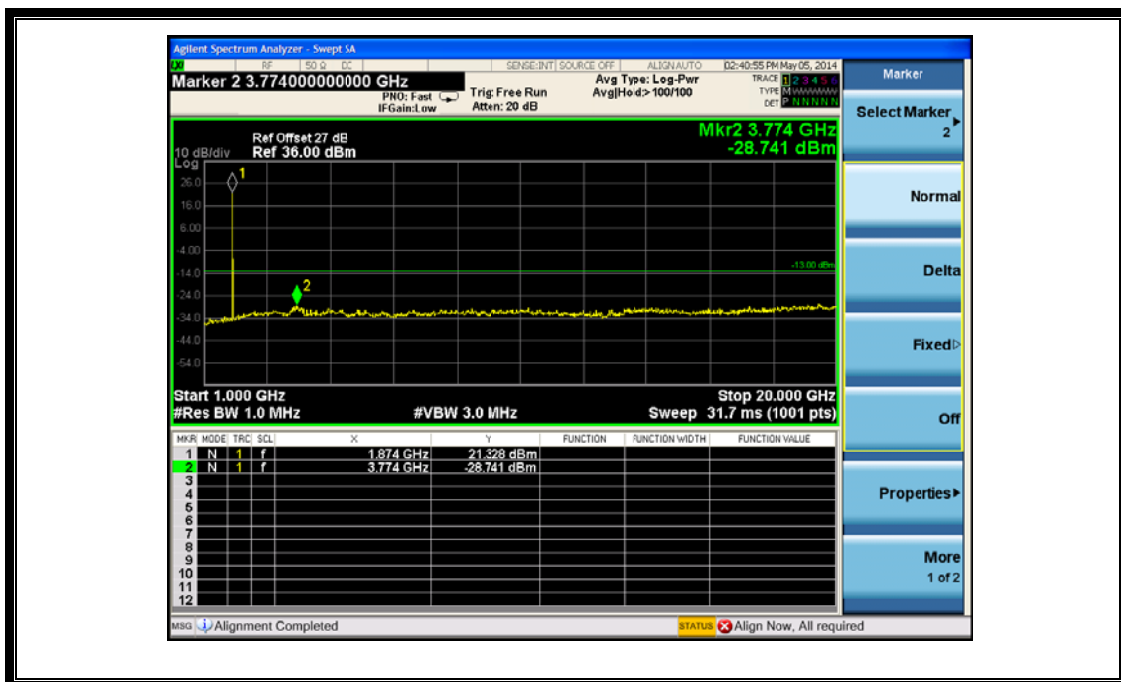 Agilent Spectrum Analyzer - Swept SA
LXI RF 50 Ω DC SENSE:INT SOURCE OFF ALIGNAUTO 02:40:55 PM May 05, 2014
Marker 2 3.774000000000 GHz
PNO: Fast
IFGain:Low
Trig: Free Run
Atten: 20 dB
Avg Type: Log-Pwr
Avg|Hold:>100/100
TRACE 1 2 3 4 5 6
TYPE MWWWWW
DET P N N N N N
Ref Offset 27 dB
10 dB/div Ref 36.00 dBm
Mkr2 3.774 GHz
-28.741 dBm
Log
26.0
16.0
6.00
-4.00
-14.0
-24.0
-34.0
-44.0
-54.0
1
2
-13.00 dBm
Start 1.000 GHz Stop 20.000 GHz
#Res BW 1.0 MHz #VBW 3.0 MHz Sweep 31.7 ms (1001 pts)
MKR MODE TRC SCL X Y FUNCTION FUNCTION WIDTH FUNCTION VALUE
1 N 1 f 1.874 GHz 21.328 dBm
2 N 1 f 3.774 GHz -28.741 dBm
3
4
5
6
7
8
9
10
11
12
MSG Alignment Completed STATUS Align Now, All required
Marker
Select Marker
2
Normal
Delta
Fixed
Off
Properties
More
1 of 2